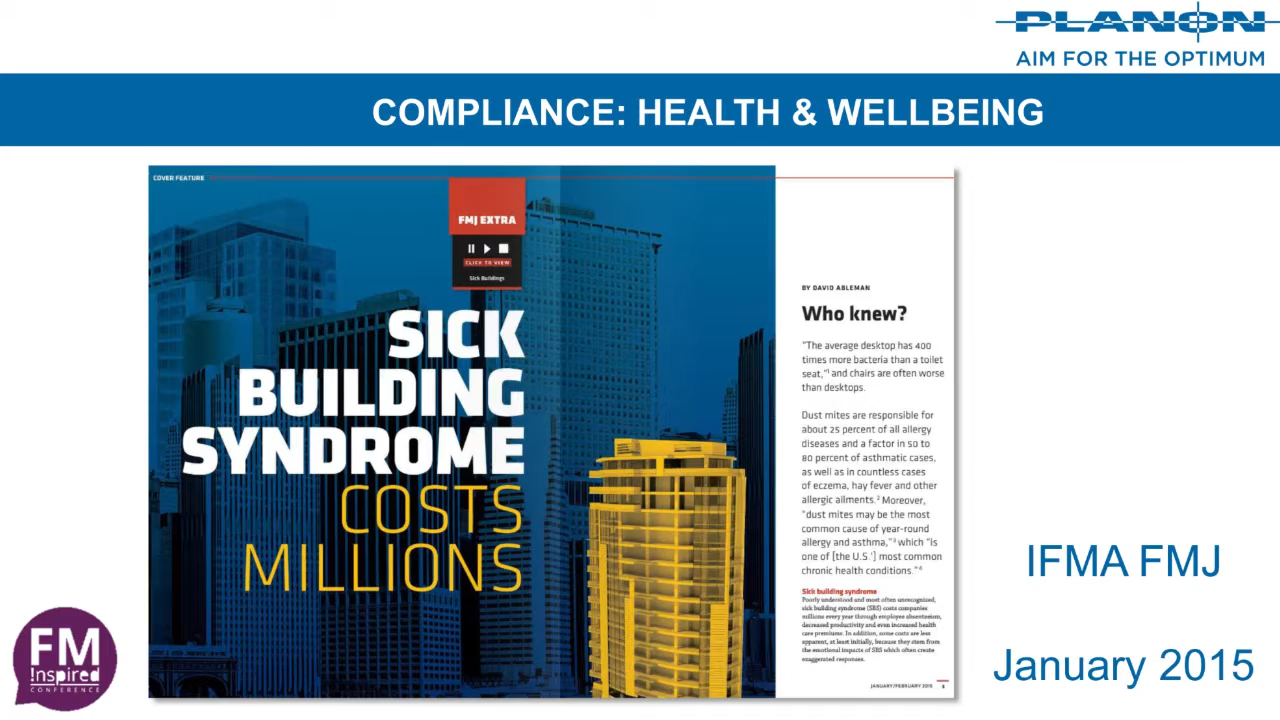 PLANON
AIM FOR THE OPTIMUM
COMPLIANCE: HEALTH & WELLBEING
COVER FEATURE
FMJ EXTRA
CLICK TO VIEW
Sick Buildings
SICK
BUILDING
SYNDROME
COSTS
MILLIONS
BY DAVID ABLEMAN
Who knew?
"The average desktop has 400
times more bacteria than a toilet
seat,"1 and chairs are often worse
than desktops.
Dust mites are responsible for
about 25 percent of all allergy
diseases and a factor in 50 to
80 percent of asthmatic cases,
as well as in countless cases
of eczema, hay fever and other
allergic ailments.2 Moreover,
"dust mites may be the most
common cause of year-round
allergy and asthma,"3 which "is
one of [the U.S.'] most common
chronic health conditions."4
Sick building syndrome
Poorly understood and most often unrecognized,
sick building syndrome (SBS) costs companies
millions every year through employee absenteeism,
decreased productivity and even increased health
care premiums. In addition, some costs are less
apparent, at least initially, because they stem from
the emotional impacts of SBS which often create
exaggerated responses.
JANUARY/FEBRUARY 2015
IFMA FMJ
January 2015
FM
Inspired
CONFERENCE